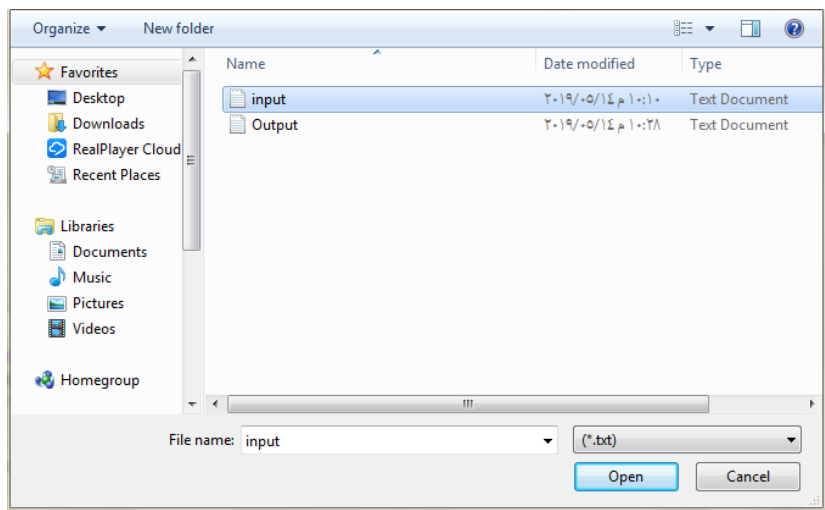 Organize New folder
Name Date modified Type
Favorites
Desktop
Downloads
RealPlayer Cloud
Recent Places
Libraries
Documents
Music
Pictures
Videos
Homegroup
input ٢٠١٩/٠٥/١٤ م ١٠:١٠ Text Document
Output ٢٠١٩/٠٥/١٤ م ١٠:٢٨ Text Document
File name: input (*.txt)
Open Cancel